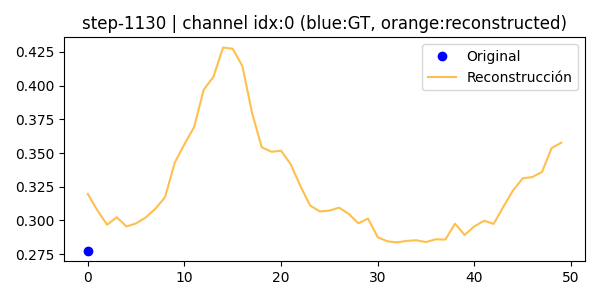 step-1130 | channel idx:0 (blue:GT, orange:reconstructed)
Original
Reconstrucción
0.425
0.400
0.375
0.350
0.325
0.300
0.275
0 10 20 30 40 50